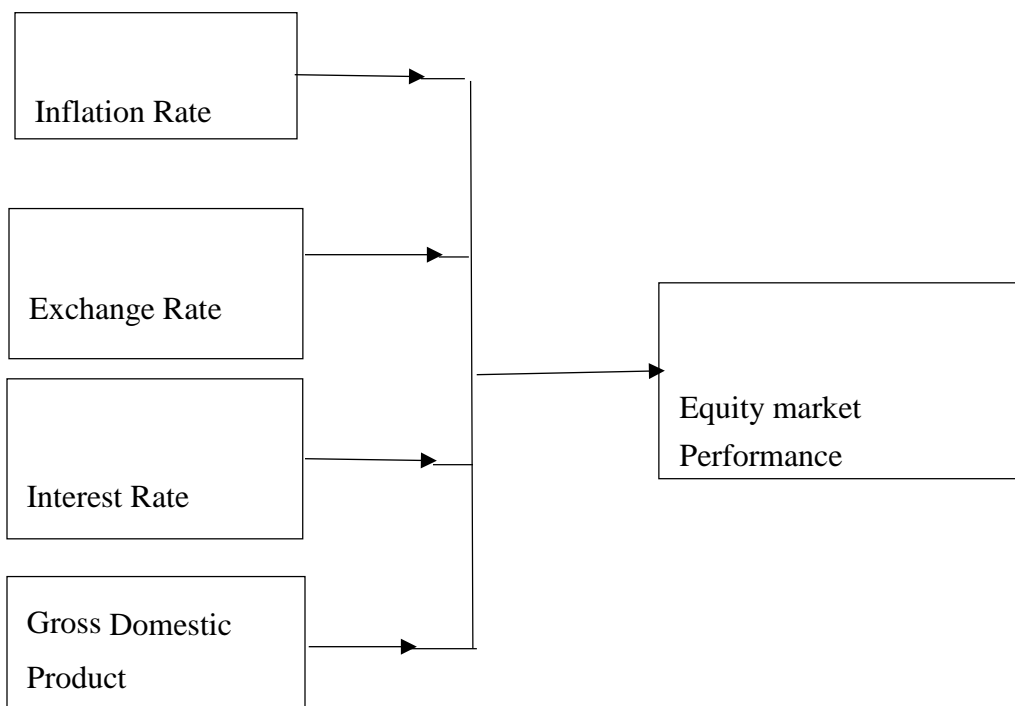 Inflation Rate
Exchange Rate
Interest Rate
Gross Domestic
Product
Equity market
Performance